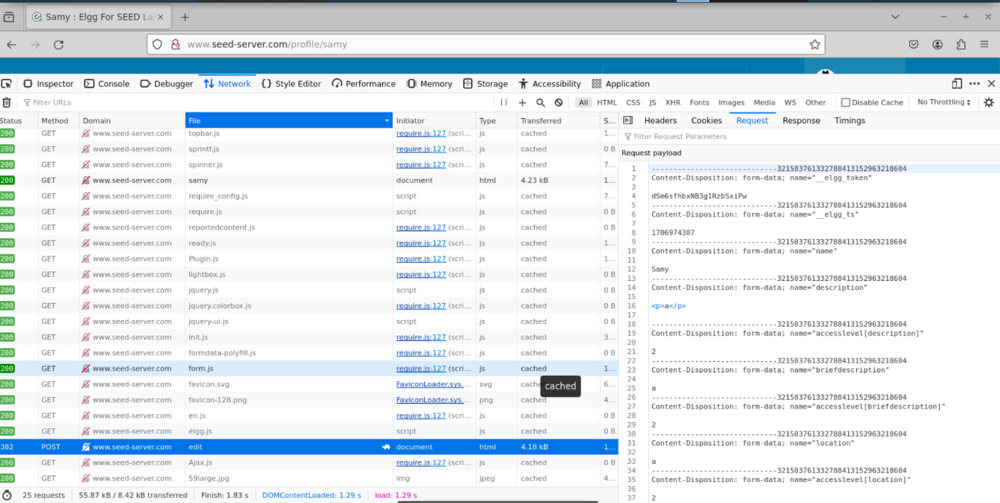 Samy : Elgg For SEED La
www.seed-server.com/profile/samy
Inspector Console Debugger Network Style Editor Performance Memory Storage Accessibility Application
Filter URLs All HTML CSS JS XHR Fonts Images Media WS Other Disable Cache No Throttling
Status Method Domain File Initiator Type Transferred S...
200 GET www.seed-server.com topbar.js require.js:127 (scri... js cached 1...
200 GET www.seed-server.com sprintf.js require.js:127 (scri... js cached 0 B
200 GET www.seed-server.com spinner.js require.js:127 (scri... js cached 7...
200 GET www.seed-server.com samy document html 4.23 kB 1...
200 GET www.seed-server.com require_config.js script js cached 7...
200 GET www.seed-server.com require.js script js cached 0 B
200 GET www.seed-server.com reportedcontent.js require.js:127 (scri... js cached 0 B
200 GET www.seed-server.com ready.js require.js:127 (scri... js cached 1...
200 GET www.seed-server.com Plugin.js require.js:127 (scri... js cached 1...
200 GET www.seed-server.com lightbox.js require.js:127 (scri... js cached 0 B
200 GET www.seed-server.com jquery.js script js cached 0 B
200 GET www.seed-server.com jquery.colorbox.js require.js:127 (scri... js cached 0 B
200 GET www.seed-server.com jquery-ui.js script js cached 0 B
200 GET www.seed-server.com init.js require.js:127 (scri... js cached 3...
200 GET www.seed-server.com formdata-polyfill.js require.js:127 (scri... js cached 0 B
200 GET www.seed-server.com form.js require.js:127 (scri... js cached 1...
200 GET www.seed-server.com favicon.svg FaviconLoader.sys.... svg cached 6...
cached
200 GET www.seed-server.com favicon-128.png FaviconLoader.sys.... png cached 4...
200 GET www.seed-server.com en.js require.js:127 (scri... js cached 0 B
200 GET www.seed-server.com elgg.js script js cached 0 B
302 POST www.seed-server.com edit document html 4.18 kB 1...
200 GET www.seed-server.com Ajax.js require.js:127 (scri... js cached 0 B
200 GET www.seed-server.com 59large.jpg img jpeg cached 4...
25 requests 55.87 kB / 8.42 kB transferred Finish: 1.83 s DOMContentLoaded: 1.29 s load: 1.29 s
Headers Cookies Request Response Timings
Filter Request Parameters
Request payload
1 -----------------------------321503761332788413152963218604
2 Content-Disposition: form-data; name="__elgg_token"
3
4 dSm6sfhbxNB3g1RzbSxiPw
5 -----------------------------321503761332788413152963218604
6 Content-Disposition: form-data; name="__elgg_ts"
7
8 1706974387
9 -----------------------------321503761332788413152963218604
10 Content-Disposition: form-data; name="name"
11
12 Samy
13 -----------------------------321503761332788413152963218604
14 Content-Disposition: form-data; name="description"
15
16 <p>a</p>
17
18 -----------------------------321503761332788413152963218604
19 Content-Disposition: form-data; name="accesslevel[description]"
20
21 2
22 -----------------------------321503761332788413152963218604
23 Content-Disposition: form-data; name="briefdescription"
24
25 a
26 -----------------------------321503761332788413152963218604
27 Content-Disposition: form-data; name="accesslevel[briefdescription]"
28
29 2
30 -----------------------------321503761332788413152963218604
31 Content-Disposition: form-data; name="location"
32
33 a
34 -----------------------------321503761332788413152963218604
35 Content-Disposition: form-data; name="accesslevel[location]"
36
37 2